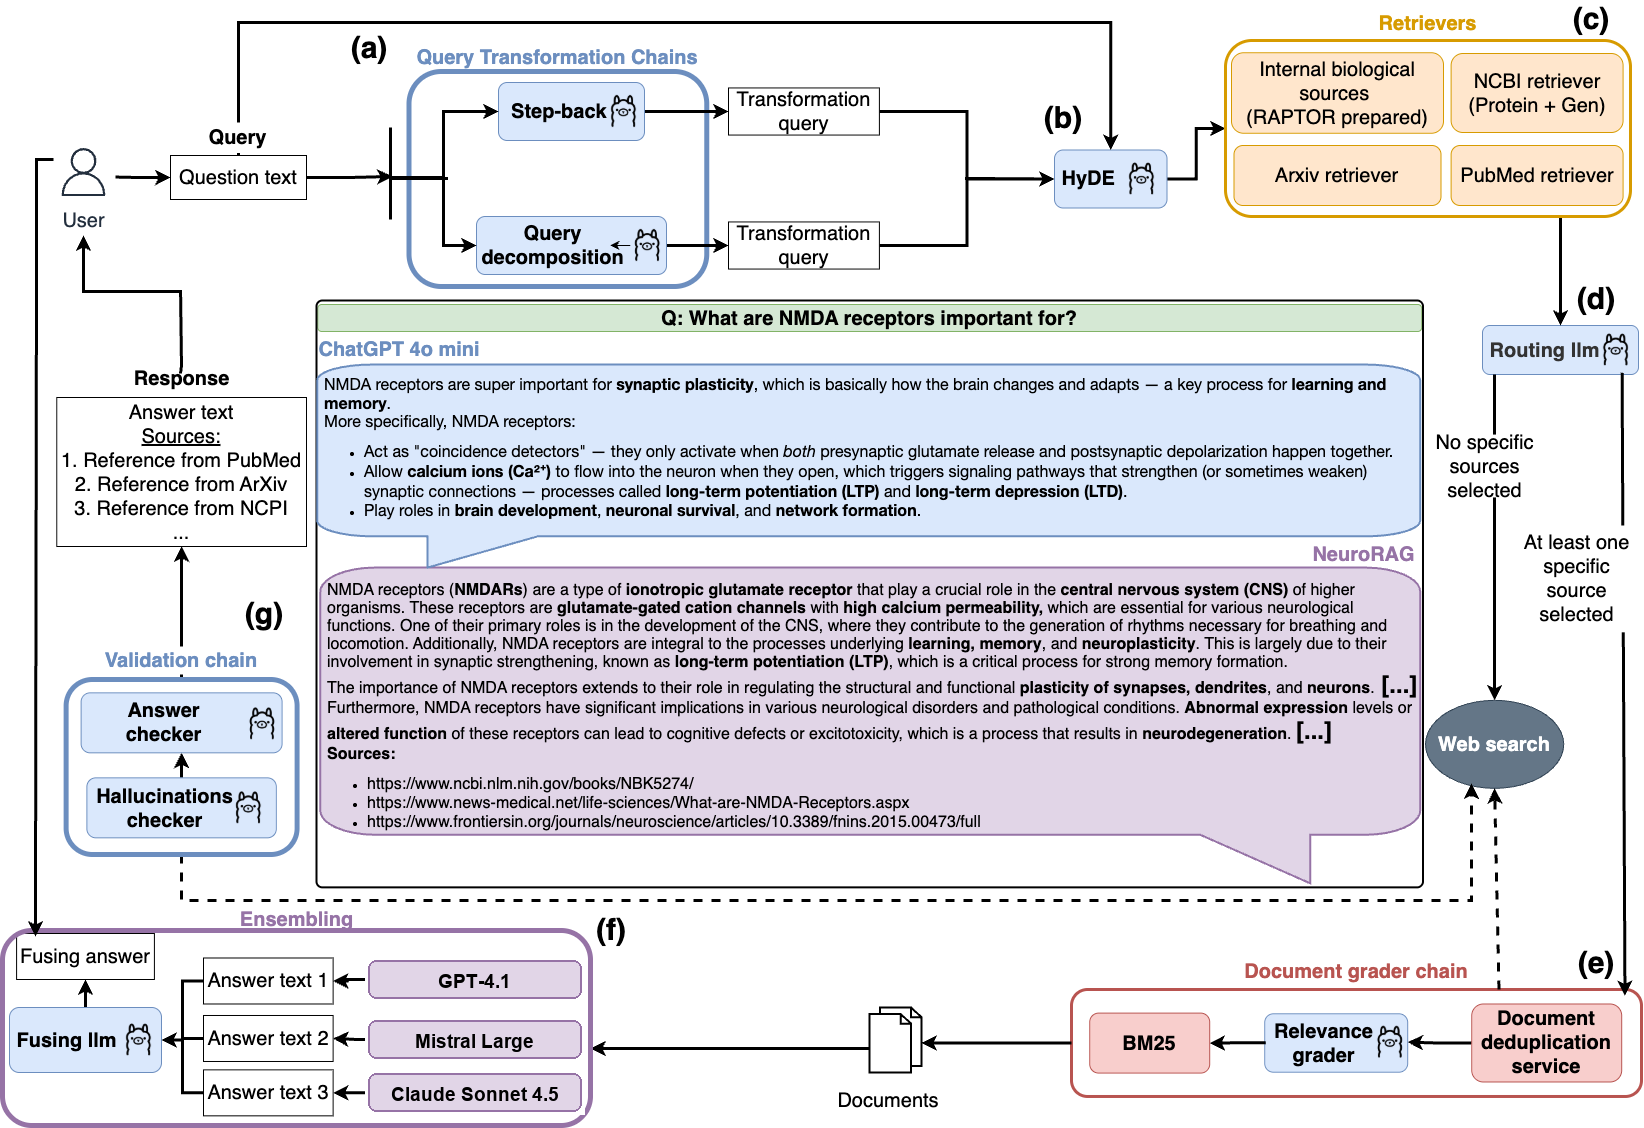 (a)
Query Transformation Chains
Step-back
Query
decomposition
Transformation
query
Transformation
query
Query
Question text
User
(b)
HyDE
(c)
Retrievers
Internal biological
sources
(RAPTOR prepared)
NCBI retriever
(Protein + Gen)
Arxiv retriever
PubMed retriever
(d)
Routing llm
No specific
sources
selected
At least one
specific
source
selected
Web search
Q: What are NMDA receptors important for?
ChatGPT 4o mini
NMDA receptors are super important for synaptic plasticity, which is basically how the brain changes and adapts — a key process for learning and
memory.
More specifically, NMDA receptors:
• Act as "coincidence detectors" — they only activate when both presynaptic glutamate release and postsynaptic depolarization happen together.
• Allow calcium ions (Ca²⁺) to flow into the neuron when they open, which triggers signaling pathways that strengthen (or sometimes weaken)
synaptic connections — processes called long-term potentiation (LTP) and long-term depression (LTD).
• Play roles in brain development, neuronal survival, and network formation.
NeuroRAG
NMDA receptors (NMDARs) are a type of ionotropic glutamate receptor that play a crucial role in the central nervous system (CNS) of higher
organisms. These receptors are glutamate-gated cation channels with high calcium permeability, which are essential for various neurological
functions. One of their primary roles is in the development of the CNS, where they contribute to the generation of rhythms necessary for breathing and
locomotion. Additionally, NMDA receptors are integral to the processes underlying learning, memory, and neuroplasticity. This is largely due to their
involvement in synaptic strengthening, known as long-term potentiation (LTP), which is a critical process for strong memory formation.
The importance of NMDA receptors extends to their role in regulating the structural and functional plasticity of synapses, dendrites, and neurons. [...]
Furthermore, NMDA receptors have significant implications in various neurological disorders and pathological conditions. Abnormal expression levels or
altered function of these receptors can lead to cognitive defects or excitotoxicity, which is a process that results in neurodegeneration. [...]
Sources:
• https://www.ncbi.nlm.nih.gov/books/NBK5274/
• https://www.news-medical.net/life-sciences/What-are-NMDA-Receptors.aspx
• https://www.frontiersin.org/journals/neuroscience/articles/10.3389/fnins.2015.00473/full
Response
Answer text
Sources:
1. Reference from PubMed
2. Reference from ArXiv
3. Reference from NCPI
...
(g)
Validation chain
Answer
checker
Hallucinations
checker
(e)
Document grader chain
Document
deduplication
service
Relevance
grader
BM25
Documents
(f)
Ensembling
GPT-4.1
Mistral Large
Claude Sonnet 4.5
Answer text 1
Answer text 2
Answer text 3
Fusing answer
Fusing llm